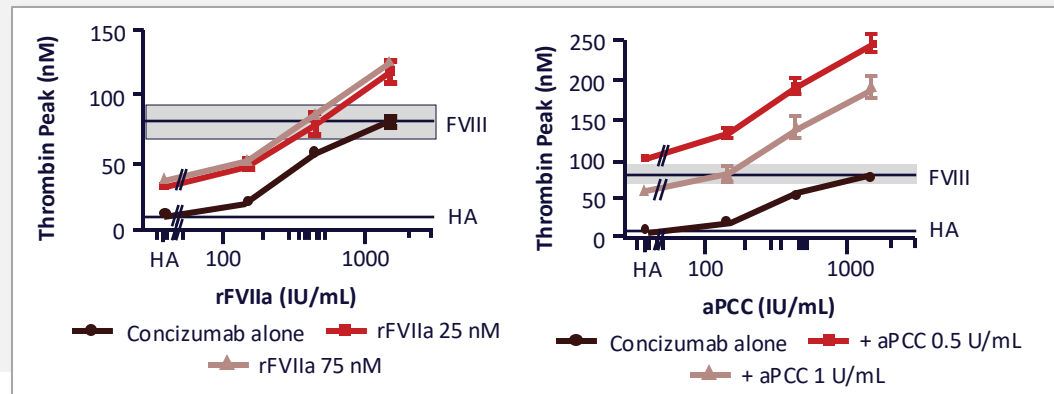 Thrombin Peak (nM)
150
100
50
0
FVIII
HA
HA 100 1000
rFVIIa (IU/mL)
Concizumab alone rFVIIa 25 nM
rFVIIa 75 nM
Thrombin Peak (nM)
250
200
150
100
50
0
FVIII
HA
HA 100 1000
aPCC (IU/mL)
Concizumab alone + aPCC 0.5 U/mL
+ aPCC 1 U/mL